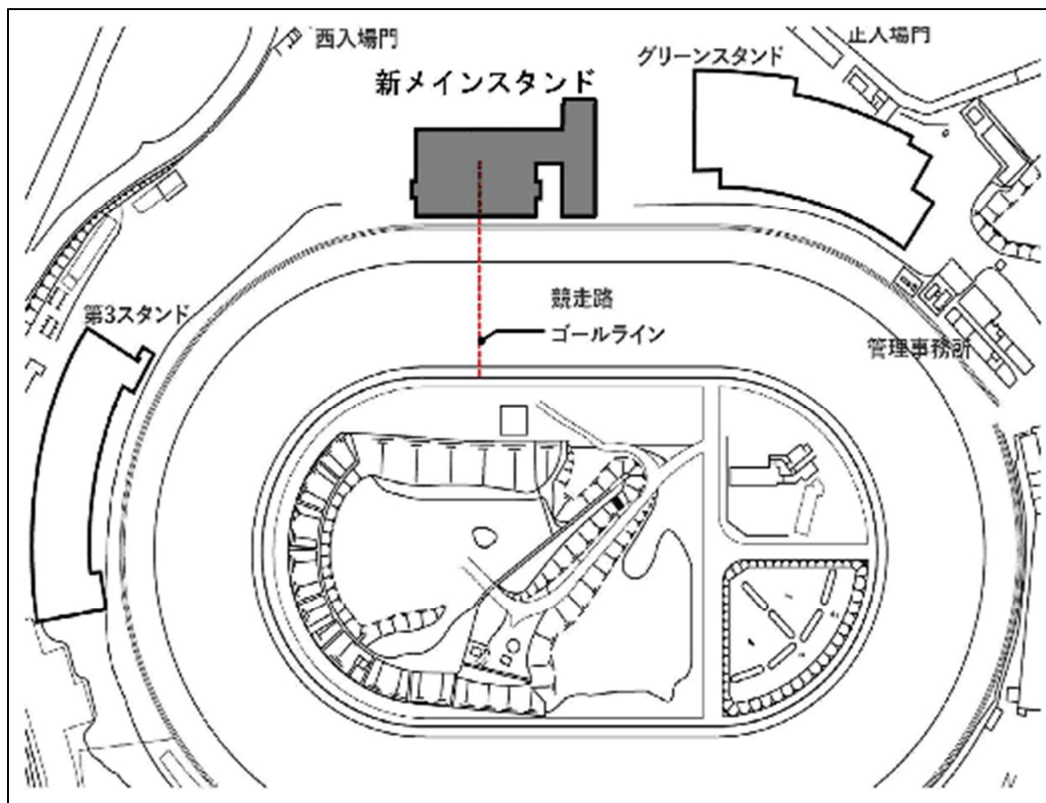 西入場門
正入場門
グリーンスタンド
新メインスタンド
競走路
ゴールライン
第3スタンド
管理事務所